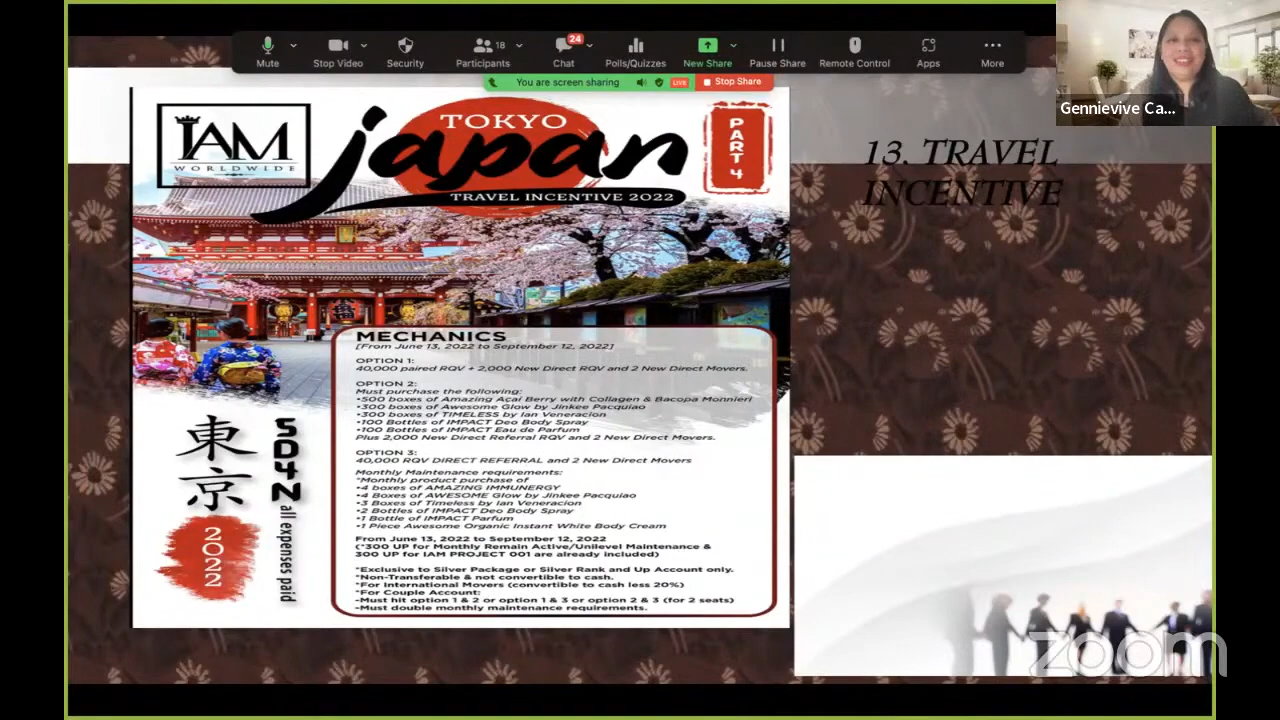 18
24
Mute
Stop Video
Security
Participants
Chat
Polls/Quizzes
New Share
Pause Share
Remote Control
Apps
More
You are screen sharing
LIVE
Stop Share
Gennievive Ca...
IAM
WORLDWIDE
TOKYO
japan
TRAVEL INCENTIVE 2022
PART 4
13. TRAVEL
INCENTIVE
MECHANICS
[From June 13, 2022 to September 12, 2022]
OPTION 1:
40,000 paired RQV + 2,000 New Direct RQV and 2 New Direct Movers.
OPTION 2:
Must purchase the following:
•500 boxes of Amazing Açai Berry with Collagen & Bacopa Monnieri
•300 boxes of Awesome Glow by Jinkee Pacquiao
•300 boxes of TIMELESS by Ian Veneracion
•100 Bottles of IMPACT Deo Body Spray
•100 Bottles of IMPACT Eau de Parfum
Plus 2,000 New Direct Referral RQV and 2 New Direct Movers.
OPTION 3:
40,000 RQV DIRECT REFERRAL and 2 New Direct Movers
Monthly Maintenance requirements:
*Monthly product purchase of
•4 boxes of AMAZING IMMUNERGY
•4 Boxes of AWESOME Glow by Jinkee Pacquiao
•3 Boxes of Timeless by Ian Veneracion
•2 Bottles of IMPACT Deo Body Spray
•1 Bottle of IMPACT Parfum
•1 Piece Awesome Organic Instant White Body Cream
From June 13, 2022 to September 12, 2022
(*300 UP for Monthly Remain Active/Unilevel Maintenance &
300 UP for IAM PROJECT 001 are already included)
*Exclusive to Silver Package or Silver Rank and Up Account only.
*Non-Transferable & not convertible to cash.
*For International Movers (convertible to cash less 20%)
*For Couple Account:
-Must hit option 1 & 2 or option 1 & 3 or option 2 & 3 (for 2 seats)
-Must double monthly maintenance requirements.
東京
2022
5D4N
all expenses paid
zoom